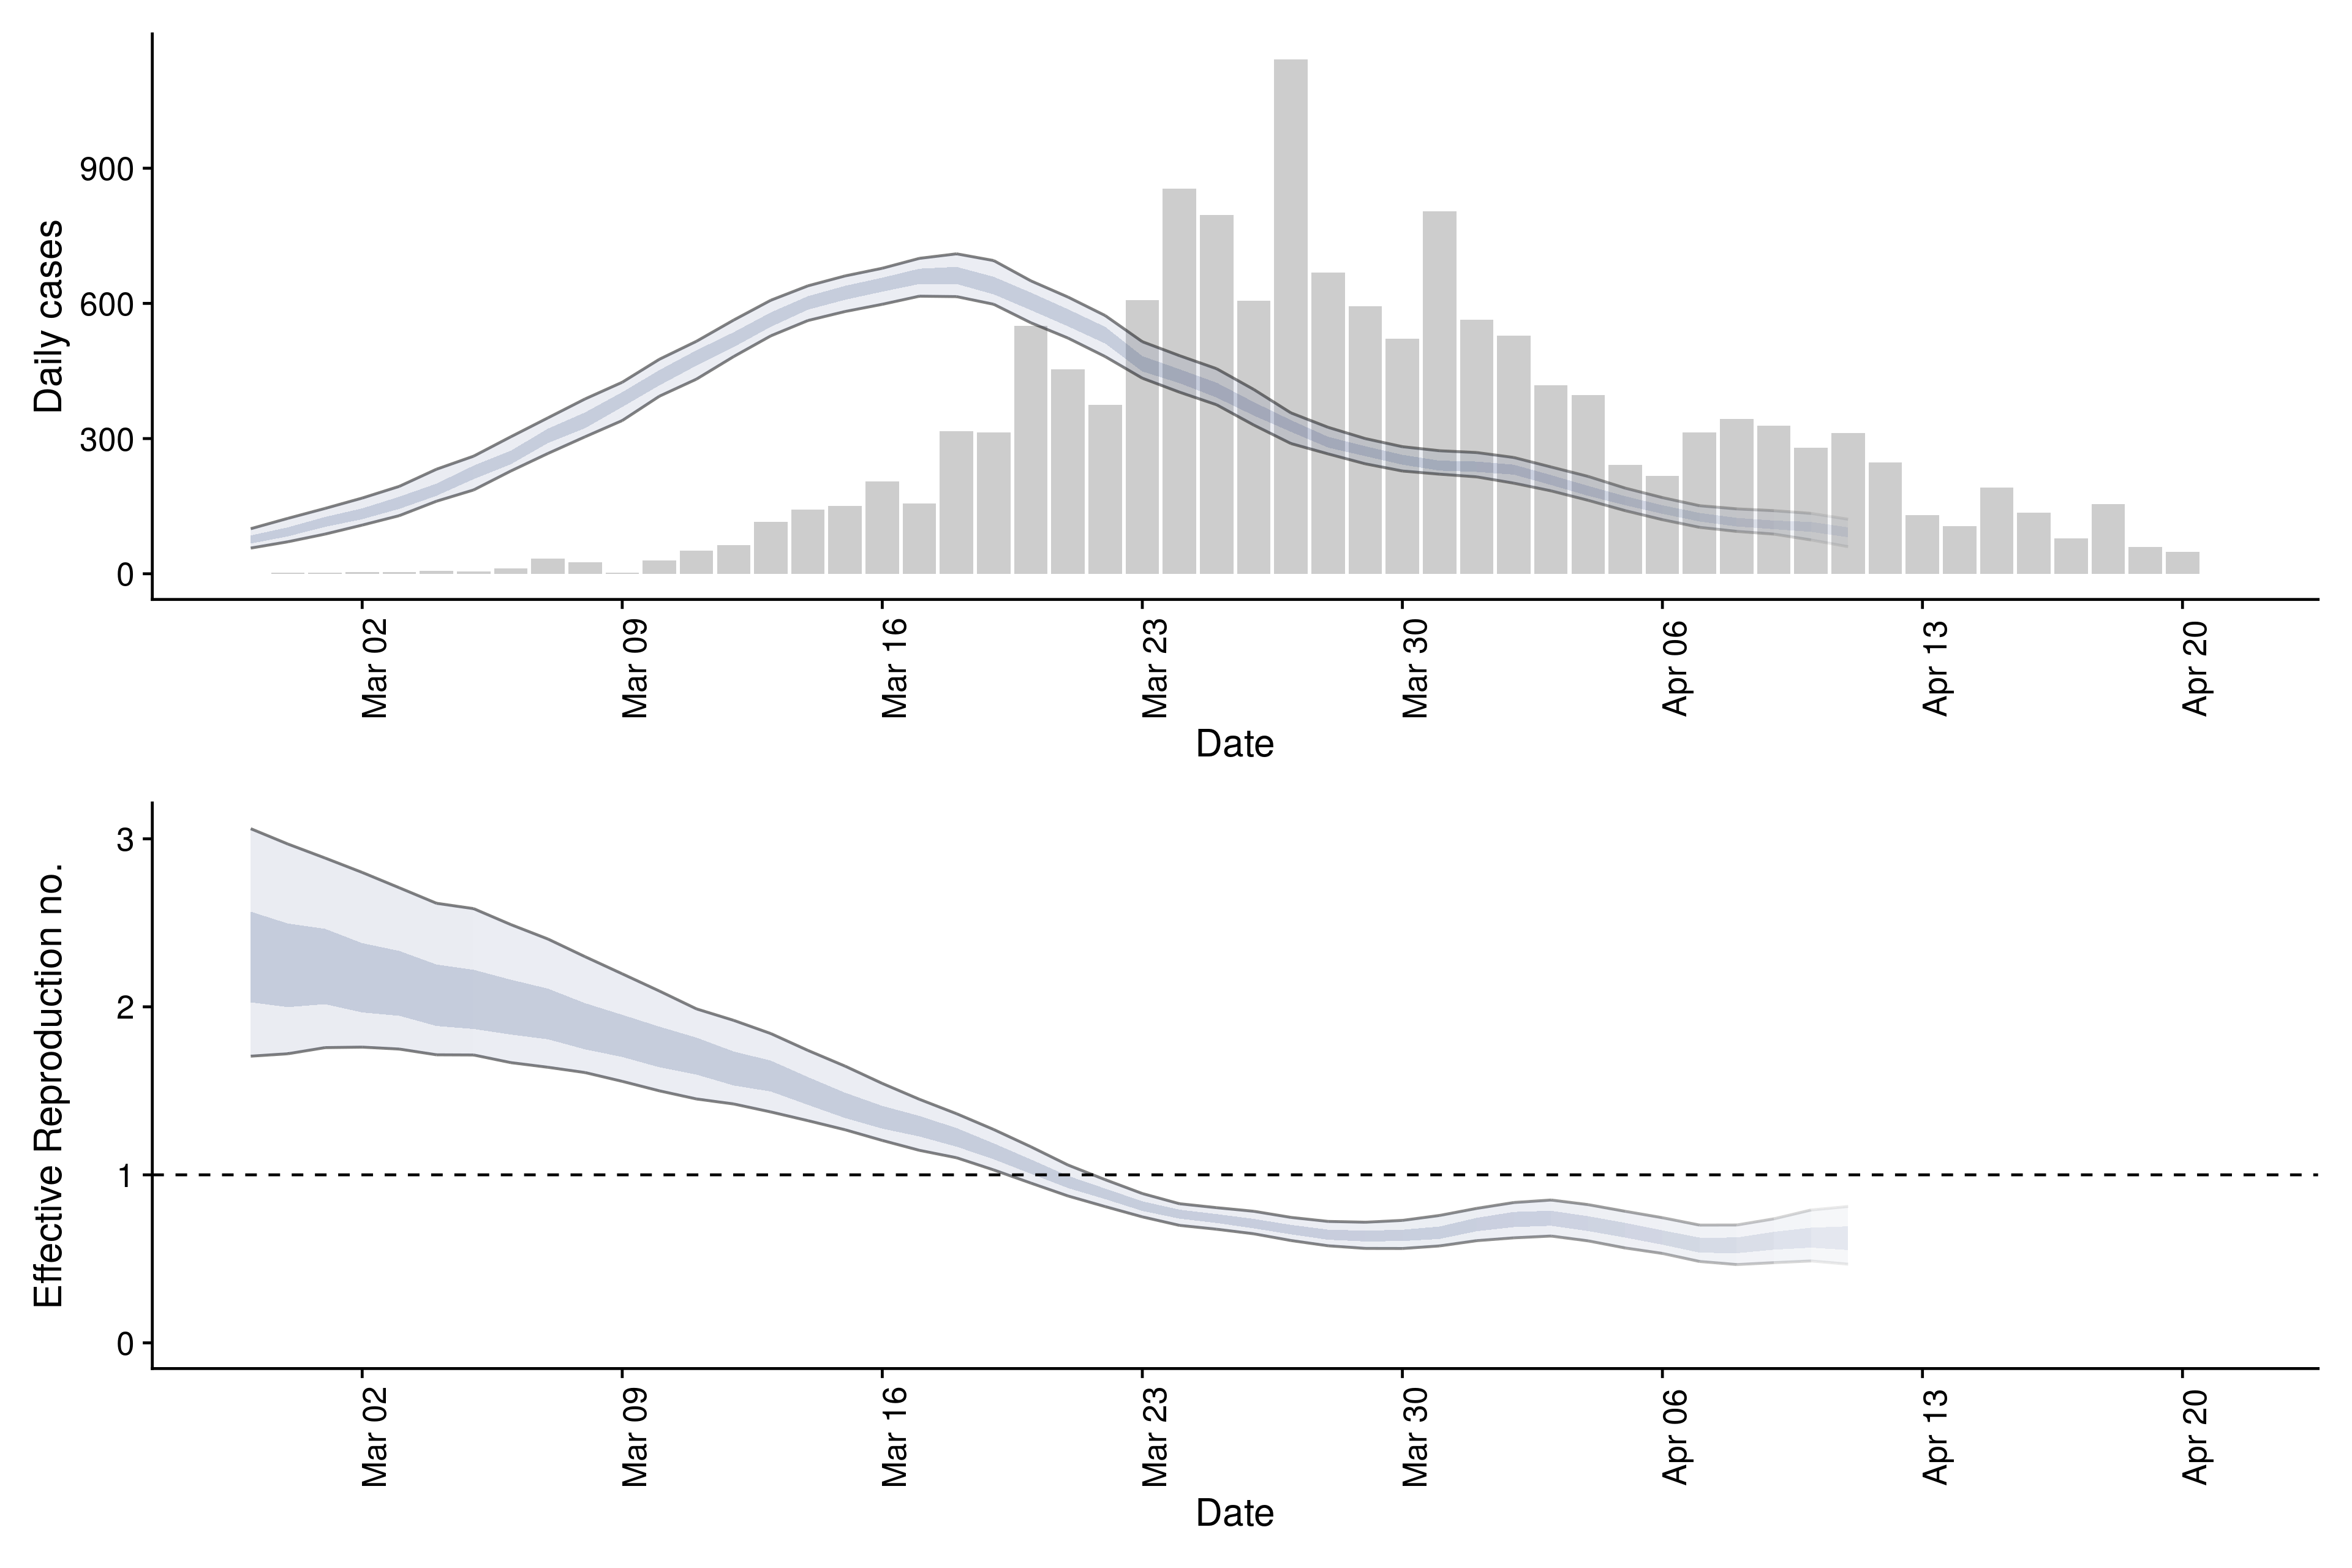 Daily cases
900
600
300
0
Mar 02
Mar 09
Mar 16
Mar 23
Mar 30
Apr 06
Apr 13
Apr 20
Date
Effective Reproduction no.
3
2
1
0
Mar 02
Mar 09
Mar 16
Mar 23
Mar 30
Apr 06
Apr 13
Apr 20
Date